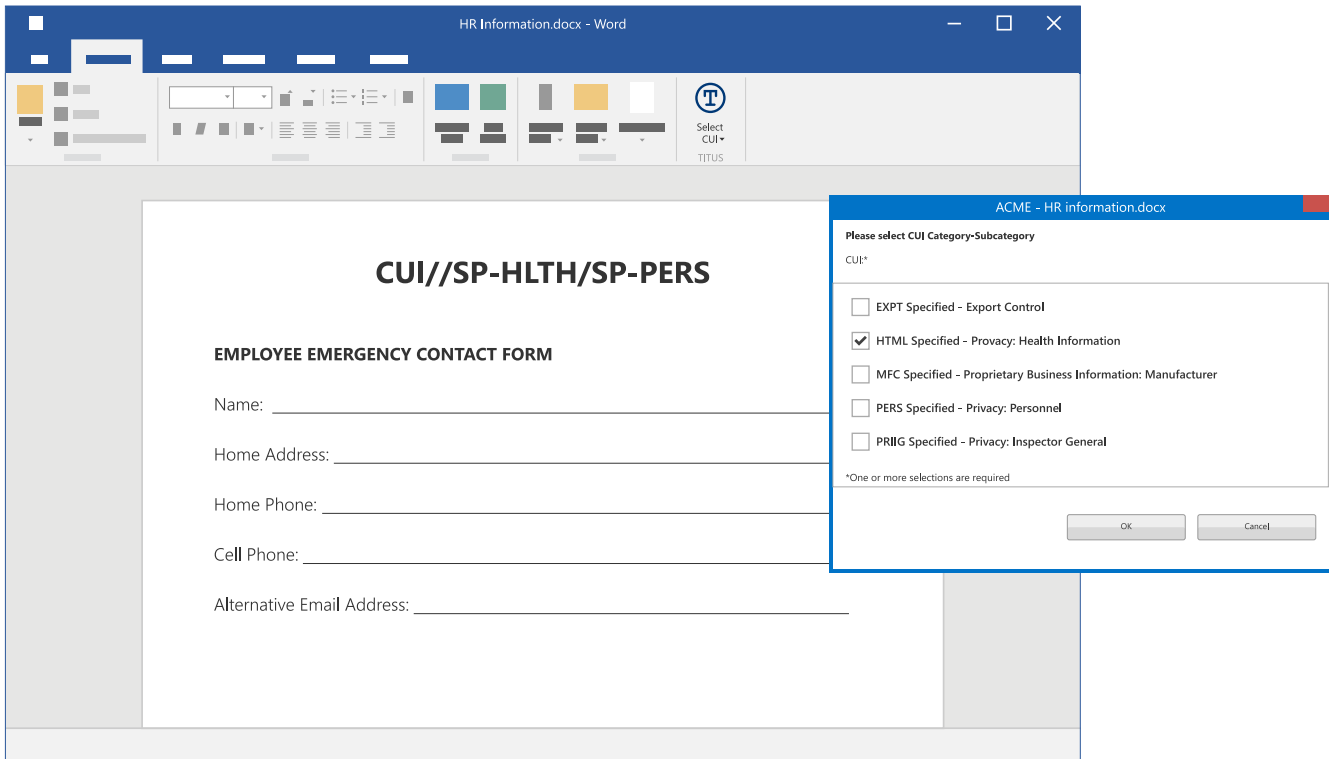 HR Information.docx - Word
Select
CUI
TITUS
CUI//SP-HLTH/SP-PERS
EMPLOYEE EMERGENCY CONTACT FORM
Name:
Home Address:
Home Phone:
Cell Phone:
Alternative Email Address:
ACME - HR information.docx
Please select CUI Category-Subcategory
CUI:*
EXPT Specified - Export Control
HTML Specified - Provacy: Health Information
MFC Specified - Proprietary Business Information: Manufacturer
PERS Specified - Privacy: Personnel
PRIIG Specified - Privacy: Inspector General
*One or more selections are required
OK
Cancel